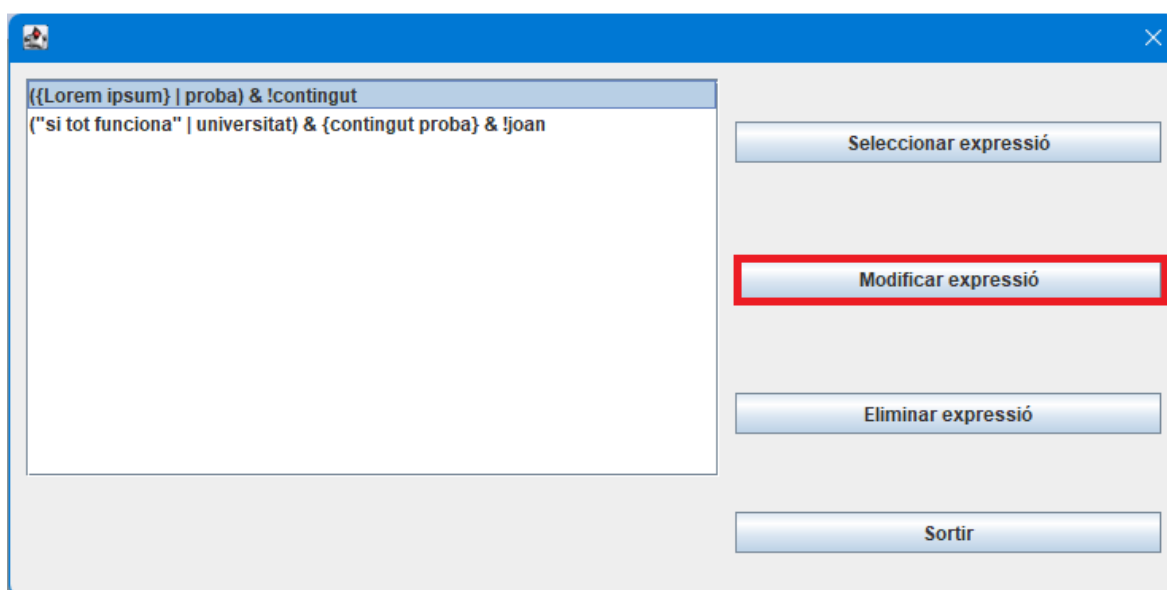 ({Lorem ipsum} | proba) & !contingut
("si tot funciona" | universitat) & {contingut proba} & !joan
Seleccionar expressió
Modificar expressió
Eliminar expressió
Sortir